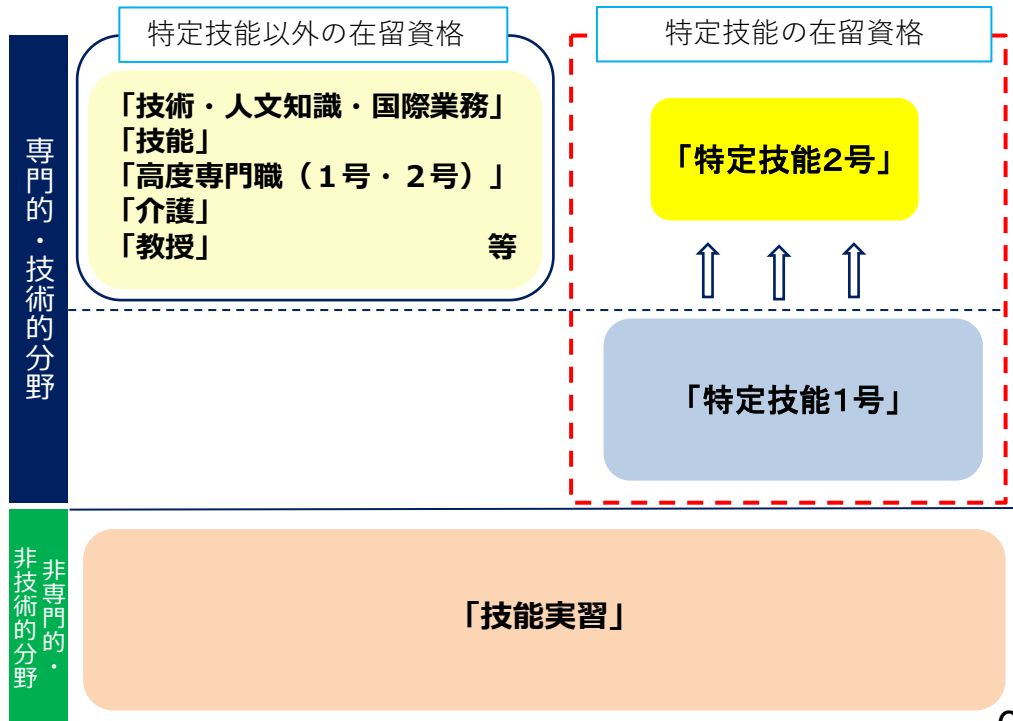 特定技能以外の在留資格
特定技能の在留資格
専門的・技術的分野
「技術・人文知識・国際業務」
「技能」
「高度専門職（１号・２号）」
「介護」
「教授」 等
「特定技能２号」
「特定技能１号」
非専門的・
非技術的分野
「技能実習」